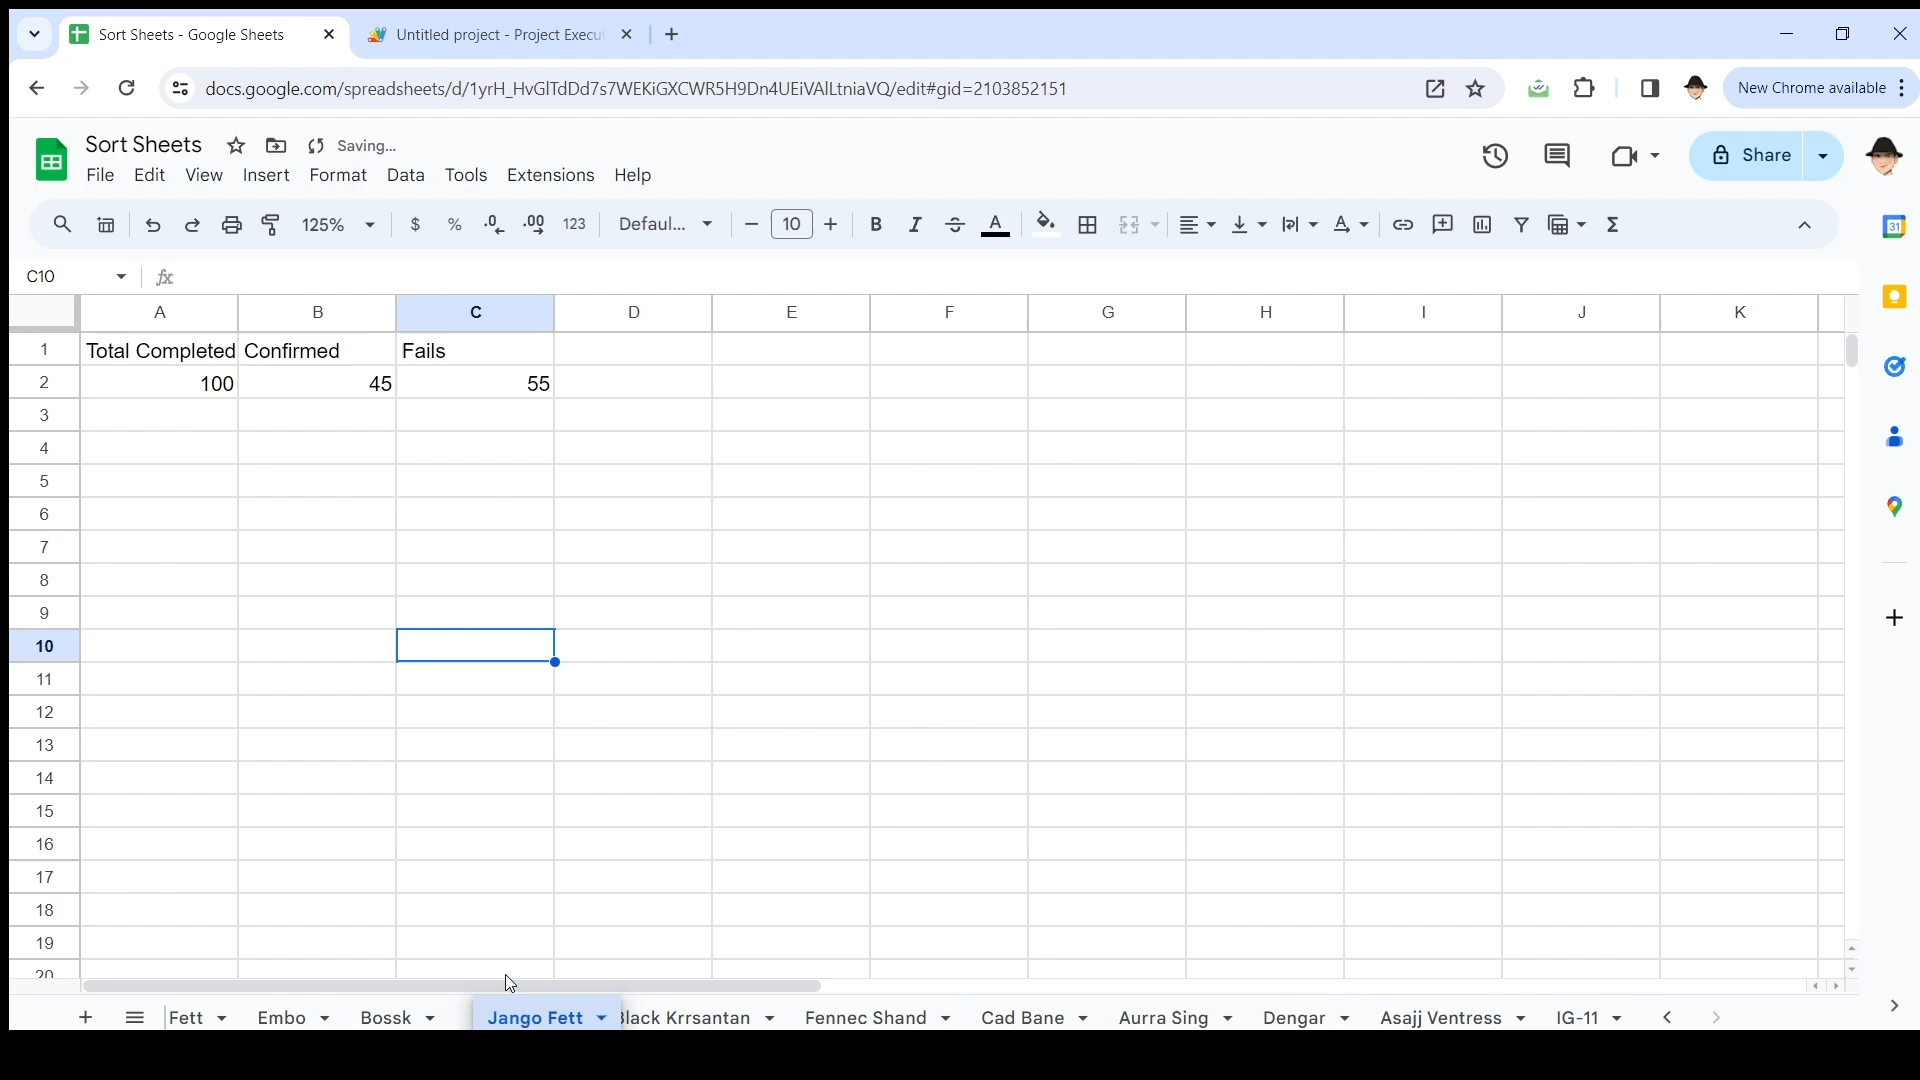 Sort Sheets - Google Sheets
Untitled project - Project Execu
docs.google.com/spreadsheets/d/1yrH_HvGlTdDd7s7WEKiGXCWR5H9Dn4UEiVAlLtniaVQ/edit#gid=2103852151
New Chrome available
Sort Sheets
Saving...
File Edit View Insert Format Data Tools Extensions Help
Share
125% $ % .0 .00 123 Defaul... 10 B I A A Σ
31
C10 fx
A B C D E F G H I J K
1 Total Completed Confirmed Fails
2 100 45 55
3
4
5
6
7
8
9
10
11
12
13
14
15
16
17
18
19
20
Fett Embo Bossk Jango Fett lack Krrsantan Fennec Shand Cad Bane Aurra Sing Dengar Asajj Ventress IG-11